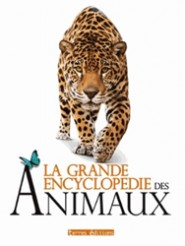 LA GRANDE
ENCYCLOPÉDIE DES
ANIMAUX
terres éditions